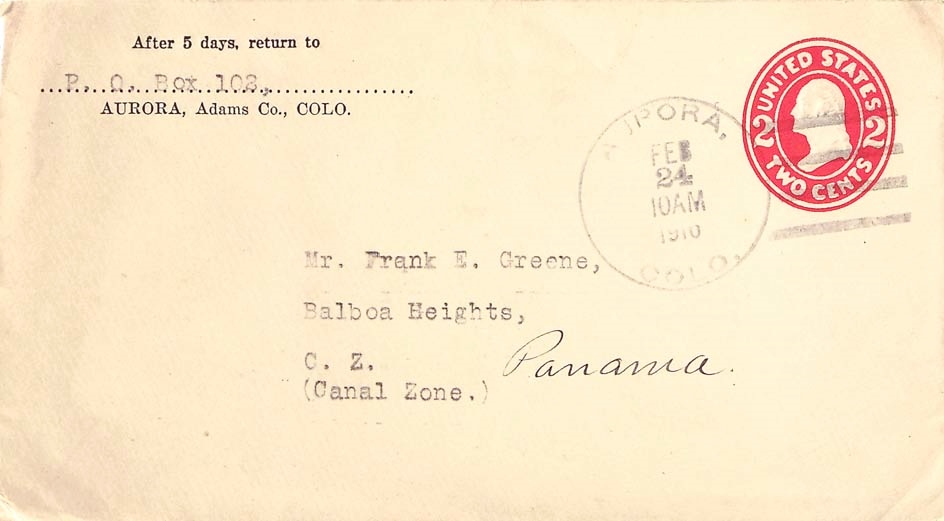 After 5 days, return to
P. O. Box 102,
AURORA, Adams Co., COLO.
UNITED STATES
2 2
TWO CENTS
AURORA,
FEB
24
10AM
1910
COLO.
Mr. Frank E. Greene,
Balboa Heights,
C. Z. Panama.
(Canal Zone.)